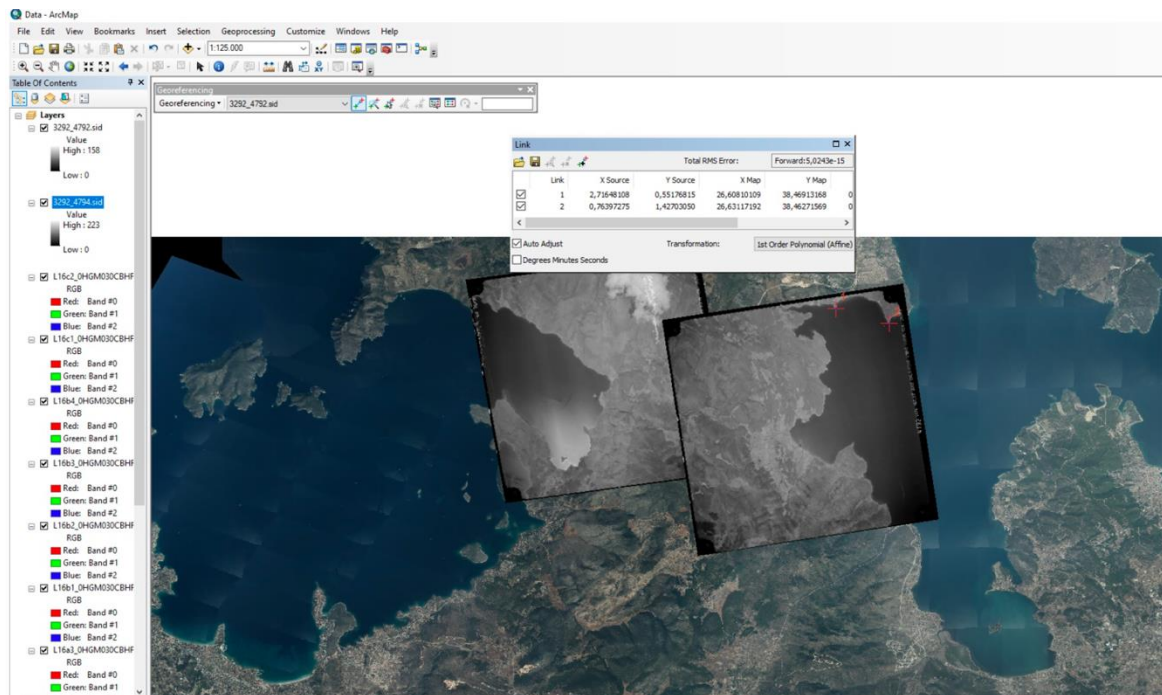 Data - ArcMap
File Edit View Bookmarks Insert Selection Geoprocessing Customize Windows Help
1:125.000
Table Of Contents
Georeferencing
Georeferencing 3292_4792.sid
Layers
3292_4792.sid
Value
High : 158
Low : 0
3292_4794.sid
Value
High : 223
Low : 0
L16c2_0HGM030CBHF
RGB
Red: Band #0
Green: Band #1
Blue: Band #2
L16c1_0HGM030CBHF
RGB
Red: Band #0
Green: Band #1
Blue: Band #2
L16b4_0HGM030CBHF
RGB
Red: Band #0
Green: Band #1
Blue: Band #2
L16b3_0HGM030CBHF
RGB
Red: Band #0
Green: Band #1
Blue: Band #2
L16b2_0HGM030CBHF
RGB
Red: Band #0
Green: Band #1
Blue: Band #2
L16b1_0HGM030CBHF
RGB
Red: Band #0
Green: Band #1
Blue: Band #2
L16a3_0HGM030CBHF
RGB
Red: Band #0
Green: Band #1
Link
Total RMS Error: Forward:5,0243e-15
Link X Source Y Source X Map Y Map
1 2,71648108 0,55176815 26,60810109 38,46913168 0
2 0,76397275 1,42703050 26,63117192 38,46271569 0
Auto Adjust Transformation: 1st Order Polynomial (Affine)
Degrees Minutes Seconds